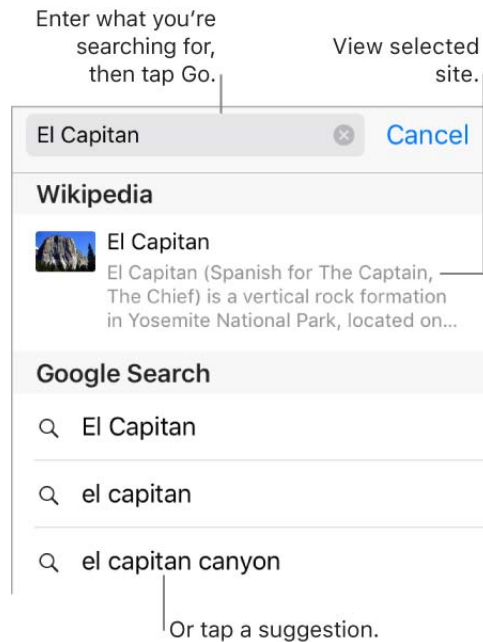 Enter what you're
searching for,
then tap Go.
View selected
site.
El Capitan
Cancel
Wikipedia
El Capitan
El Capitan (Spanish for The Captain,
The Chief) is a vertical rock formation
in Yosemite National Park, located on...
Google Search
El Capitan
el capitan
el capitan canyon
Or tap a suggestion.